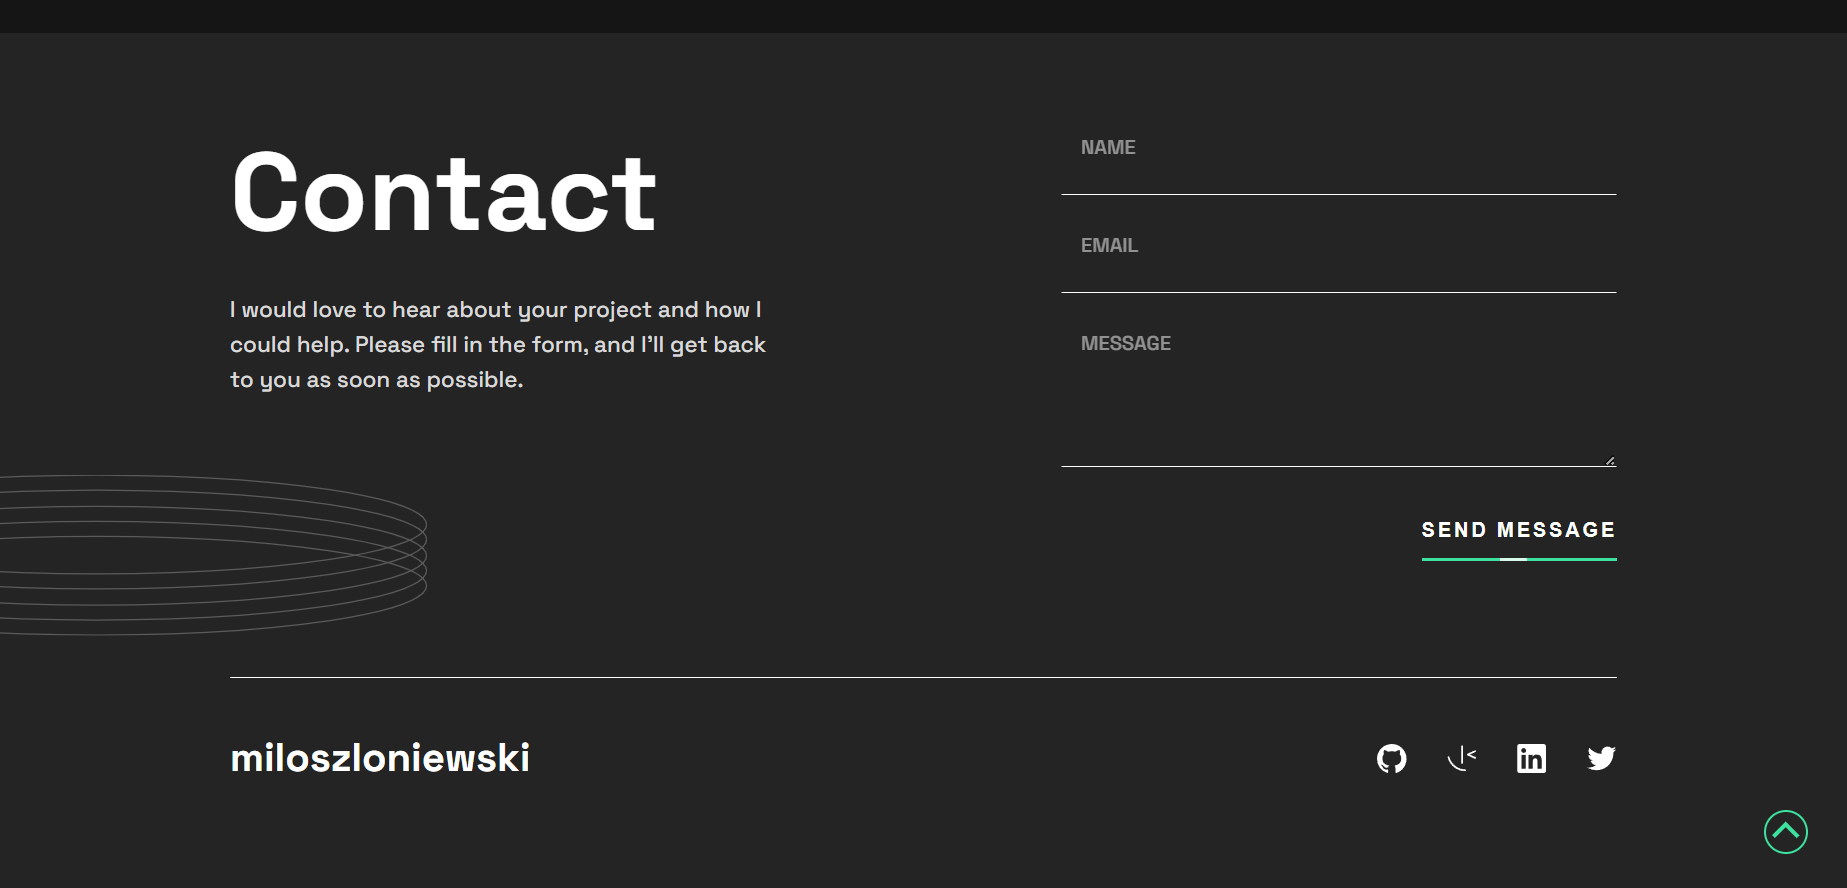 Contact
I would love to hear about your project and how I
could help. Please fill in the form, and I'll get back
to you as soon as possible.
NAME
EMAIL
MESSAGE
SEND MESSAGE
miloszloniewski